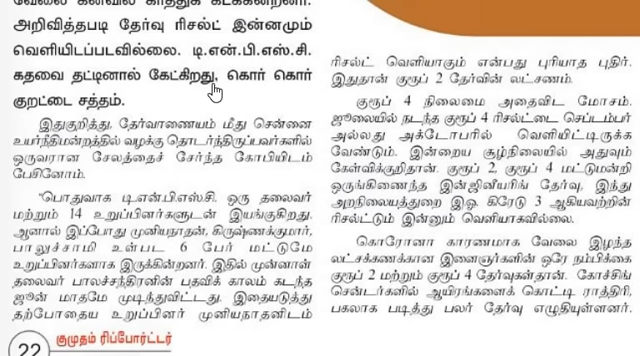 வேலை கனவில் காத்துக் கிடக்கின்றனர்.
அறிவித்தபடி தேர்வு ரிசல்ட் இன்னமும்
வெளியிடப்படவில்லை. டி.என்.பி.எஸ்.சி.
கதவை தட்டினால் கேட்கிறது, கொர் கொர்
குறட்டை சத்தம்.
இதுகுறித்து, தேர்வாணையம் மீது சென்னை
உயர்நீதிமன்றத்தில் வழக்கு தொடர்ந்திருப்பவர்களில்
ஒருவரான சேலத்தைச் சேர்ந்த கோபியிடம்
பேசினோம்.
"பொதுவாக டி.என்.பி.எஸ்.சி. ஒரு தலைவர்
மற்றும் 14 உறுப்பினர்களுடன் இயங்குகிறது.
ஆனால் இப்போது முனியநாதன், கிருஷ்ணக்குமார்,
பாலுச்சாமி உள்பட 6 பேர் மட்டுமே
உறுப்பினர்களாக இருக்கின்றனர். இதில் முன்னாள்
தலைவர் பாலச்சந்திரனின் பதவிக் காலம் கடந்த
ஜூன் மாதமே முடிந்துவிட்டது. இதையடுத்து
தற்போதைய உறுப்பினர் முனியநாதனிடம்
ரிசல்ட் வெளியாகும் என்பது புரியாத புதிர்.
இதுதான் குரூப் 2 தேர்வின் லட்சணம்.
குரூப் 4 நிலைமை அதைவிட மோசம்.
ஜூலையில் நடந்த குரூப் 4 ரிசல்ட்டை செப்டம்பர்
அல்லது அக்டோபரில் வெளியிட்டிருக்க
வேண்டும். இன்றைய சூழ்நிலையில் அதுவும்
கேள்விக்குறிதான். குரூப் 2, குரூப் 4 மட்டுமன்றி
ஒருங்கிணைந்த இன்ஜினியரிங் தேர்வு, இந்து
அறநிலையத்துறை இஓ. கிரேடு 3 ஆகியவற்றின்
ரிசல்ட்டும் இன்னும் வெளியாகவில்லை.
கொரோனா காரணமாக வேலை இழந்த
லட்சக்கணக்கான இளைஞர்களின் ஒரே நம்பிக்கை
குரூப் 2 மற்றும் குரூப் 4 தேர்வுகள்தான். கோச்சிங்
சென்டர்களில் ஆயிரங்களைக் கொட்டி ராத்திரி,
பகலாக படித்து பலர் தேர்வு எழுதியுள்ளனர்.
22 குமுதம் ரிப்போர்ட்டர்